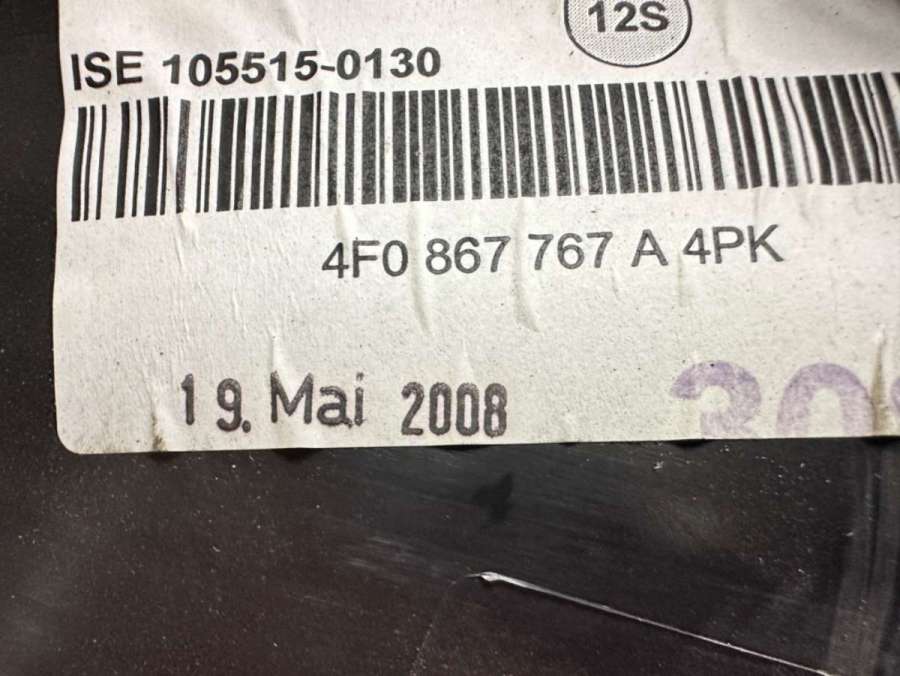 12S
ISE 105515-0130
4F0 867 767 A 4PK
19. Mai 2008